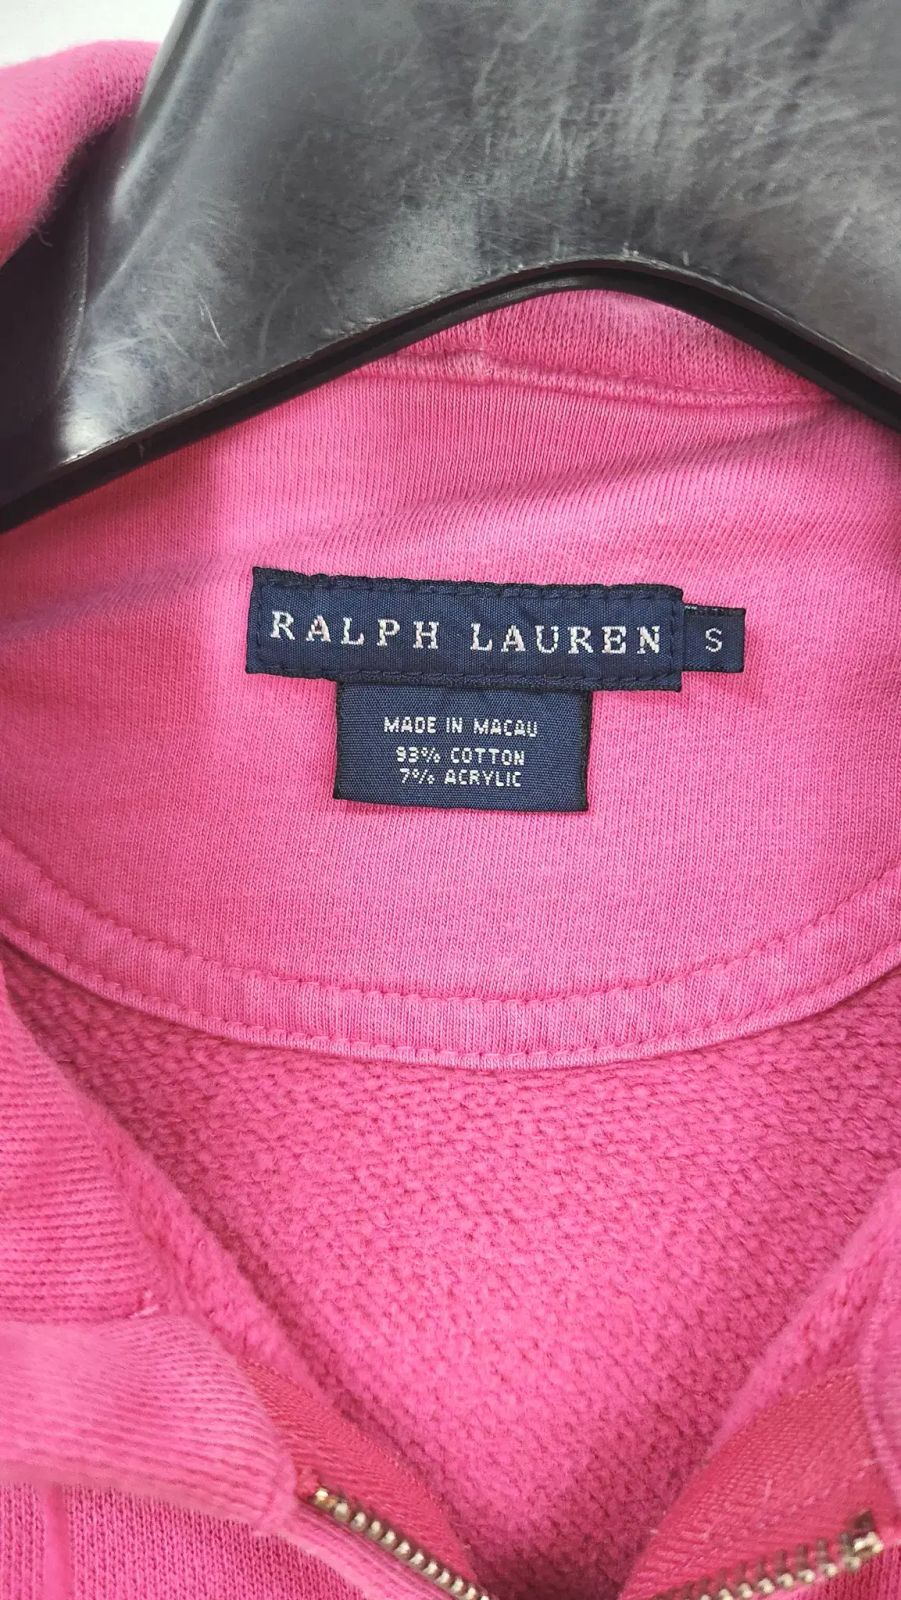 RALPH LAUREN S
MADE IN MACAU
93% COTTON
7% ACRYLIC